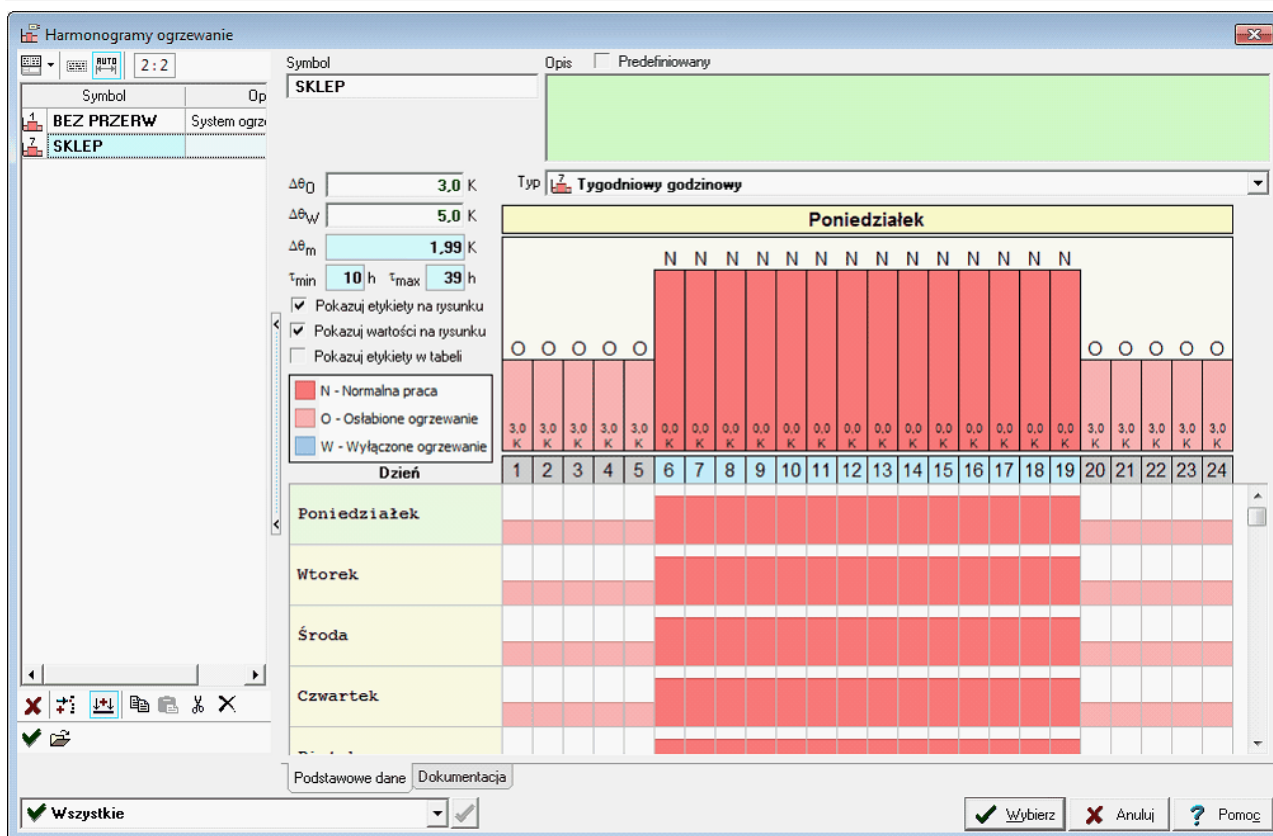 Harmonogramy ogrzewanie
AUTO 2 : 2
Symbol Op
1 BEZ PRZERW System ogrze
7 SKLEP
Symbol
SKLEP
Opis Predefiniowany
Δθ0 3,0 K
ΔθW 5,0 K
Δθm 1,99 K
τmin 10 h τmax 39 h
Pokazuj etykiety na rysunku
Pokazuj wartości na rysunku
Pokazuj etykiety w tabeli
N - Normalna praca
O - Osłabione ogrzewanie
W - Wyłączone ogrzewanie
Typ 7 Tygodniowy godzinowy
Poniedziałek
N N N N N N N N N N N N N N
O O O O O O O O O O
3,0 3,0 3,0 3,0 3,0 0,0 0,0 0,0 0,0 0,0 0,0 0,0 0,0 0,0 0,0 0,0 0,0 0,0 0,0 3,0 3,0 3,0 3,0 3,0
K K K K K K K K K K K K K K K K K K K K K K K K
Dzień 1 2 3 4 5 6 7 8 9 10 11 12 13 14 15 16 17 18 19 20 21 22 23 24
Poniedziałek
Wtorek
Środa
Czwartek
Podstawowe dane Dokumentacja
Wszystkie
Wybierz Anuluj ? Pomoc